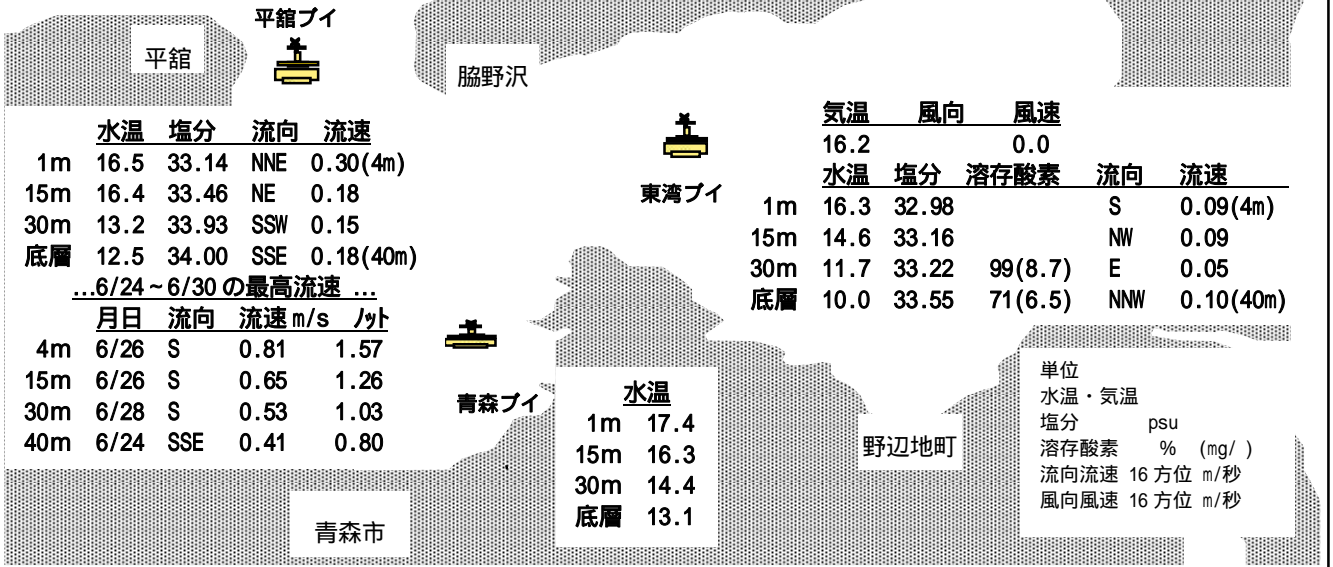 平舘ブイ
平舘
脇野沢
水温 塩分 流向 流速
1m 16.5 33.14 NNE 0.30(4m)
15m 16.4 33.46 NE 0.18
30m 13.2 33.93 SSW 0.15
底層 12.5 34.00 SSE 0.18(40m)
…6/24~6/30の最高流速 …
月日 流向 流速m/s ノット
4m 6/26 S 0.81 1.57
15m 6/26 S 0.65 1.26
30m 6/28 S 0.53 1.03
40m 6/24 SSE 0.41 0.80
東湾ブイ
気温 風向 風速
16.2 0.0
水温 塩分 溶存酸素 流向 流速
1m 16.3 32.98 S 0.09(4m)
15m 14.6 33.16 NW 0.09
30m 11.7 33.22 99(8.7) E 0.05
底層 10.0 33.55 71(6.5) NNW 0.10(40m)
青森ブイ
水温
1m 17.4
15m 16.3
30m 14.4
底層 13.1
青森市
野辺地町
単位
水温・気温
塩分 psu
溶存酸素 % (mg/ )
流向流速 16方位 m/秒
風向風速 16方位 m/秒